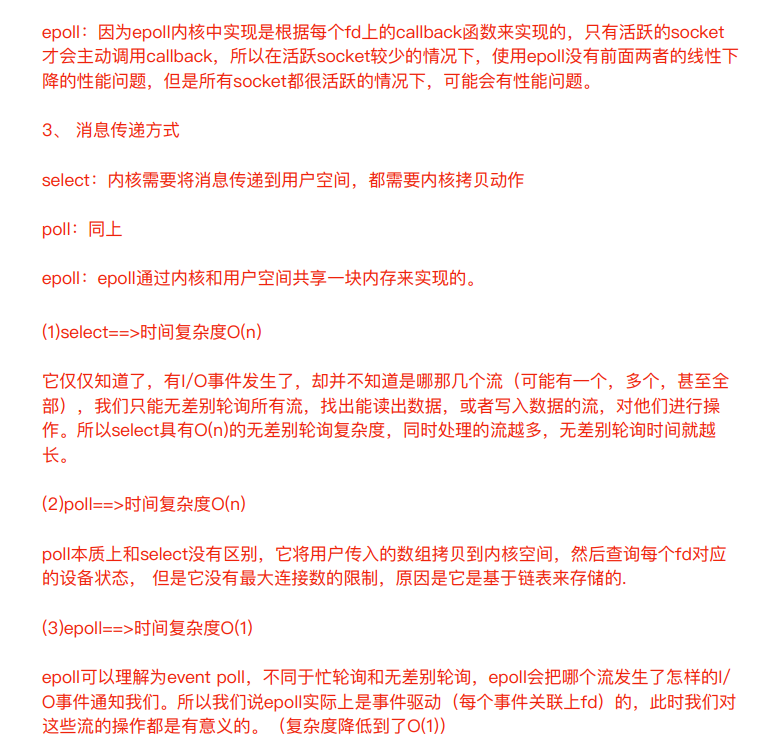 epoll：因为epoll内核中实现是根据每个fd上的callback函数来实现的，只有活跃的socket
才会主动调用callback，所以在活跃socket较少的情况下，使用epoll没有前面两者的线性下
降的性能问题，但是所有socket都很活跃的情况下，可能会有性能问题。
3、 消息传递方式
select：内核需要将消息传递到用户空间，都需要内核拷贝动作
poll：同上
epoll：epoll通过内核和用户空间共享一块内存来实现的。
(1)select==>时间复杂度O(n)
它仅仅知道了，有I/O事件发生了，却并不知道是哪那几个流（可能有一个，多个，甚至全
部），我们只能无差别轮询所有流，找出能读出数据，或者写入数据的流，对他们进行操
作。所以select具有O(n)的无差别轮询复杂度，同时处理的流越多，无差别轮询时间就越
长。
(2)poll==>时间复杂度O(n)
poll本质上和select没有区别，它将用户传入的数组拷贝到内核空间，然后查询每个fd对应
的设备状态， 但是它没有最大连接数的限制，原因是它是基于链表来存储的.
(3)epoll==>时间复杂度O(1)
epoll可以理解为event poll，不同于忙轮询和无差别轮询，epoll会把哪个流发生了怎样的I/
O事件通知我们。所以我们说epoll实际上是事件驱动（每个事件关联上fd）的，此时我们对
这些流的操作都是有意义的。（复杂度降低到了O(1)）